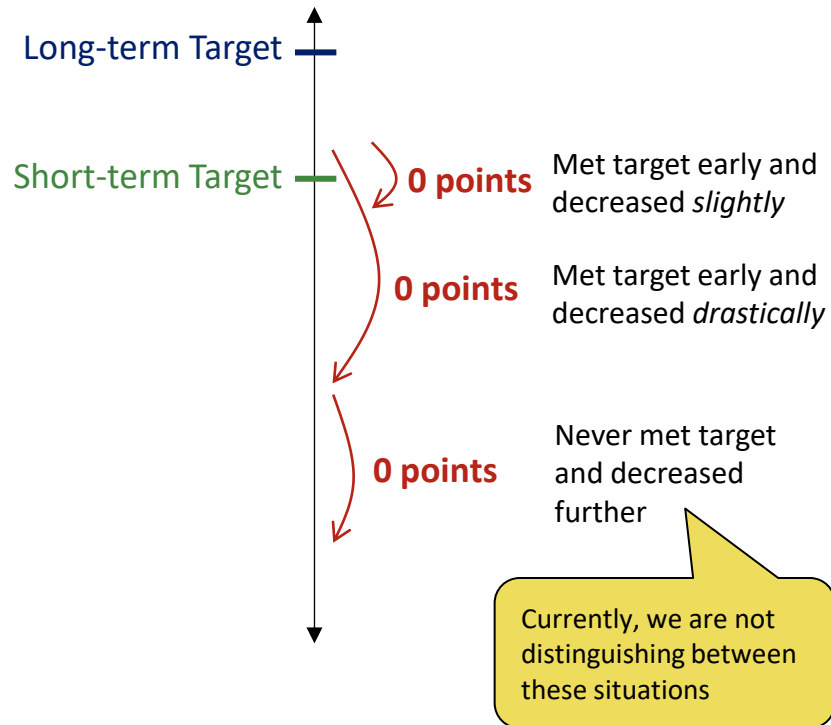 Long-term Target
Short-term Target
0 points
Met target early and
decreased slightly
0 points
Met target early and
decreased drastically
0 points
Never met target
and decreased
further
Currently, we are not
distinguishing between
these situations